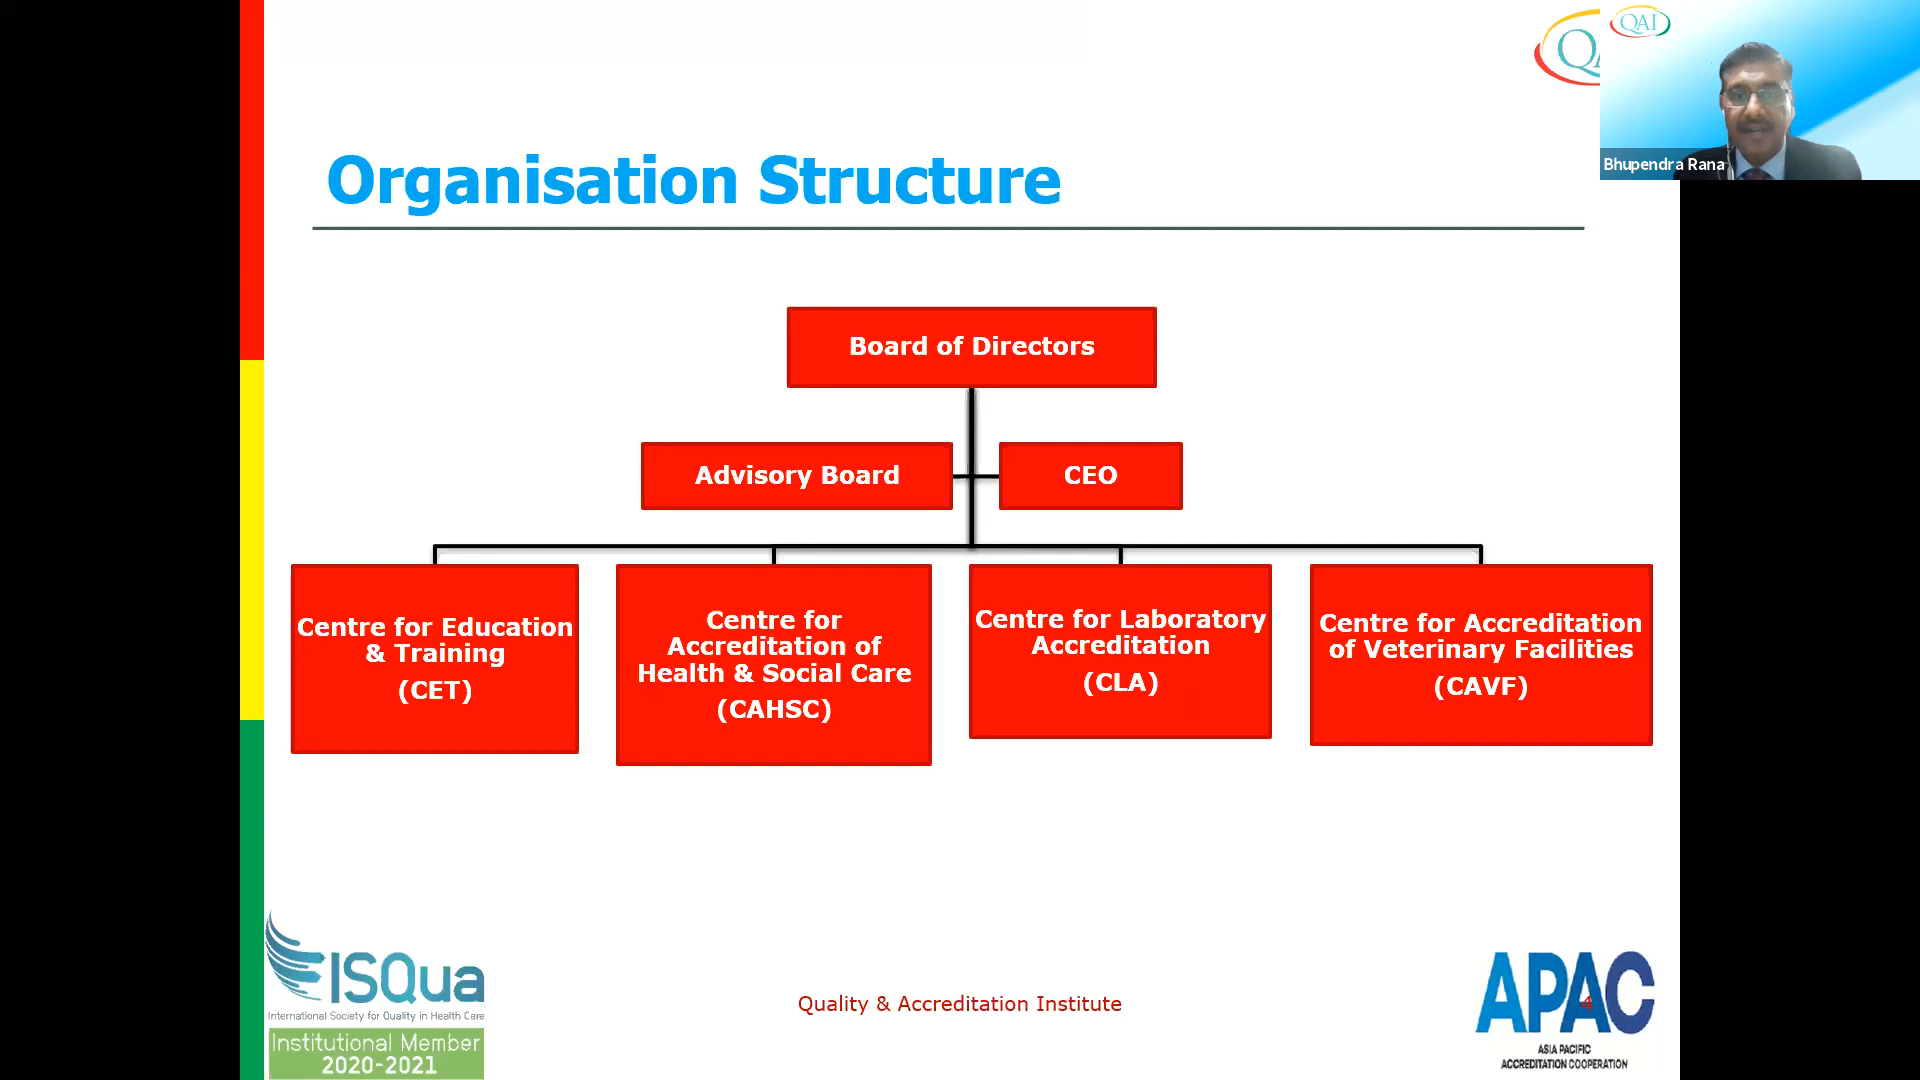 QAI
Bhupendra Rana
Organisation Structure
Board of Directors
Advisory Board
CEO
Centre for Education
& Training
(CET)
Centre for
Accreditation of
Health & Social Care
(CAHSC)
Centre for Laboratory
Accreditation
(CLA)
Centre for Accreditation
of Veterinary Facilities
(CAVF)
ISQua
International Society for Quality in Health Care
Institutional Member
2020-2021
Quality & Accreditation Institute
APAC
4
ASIA PACIFIC
ACCREDITATION COOPERATION